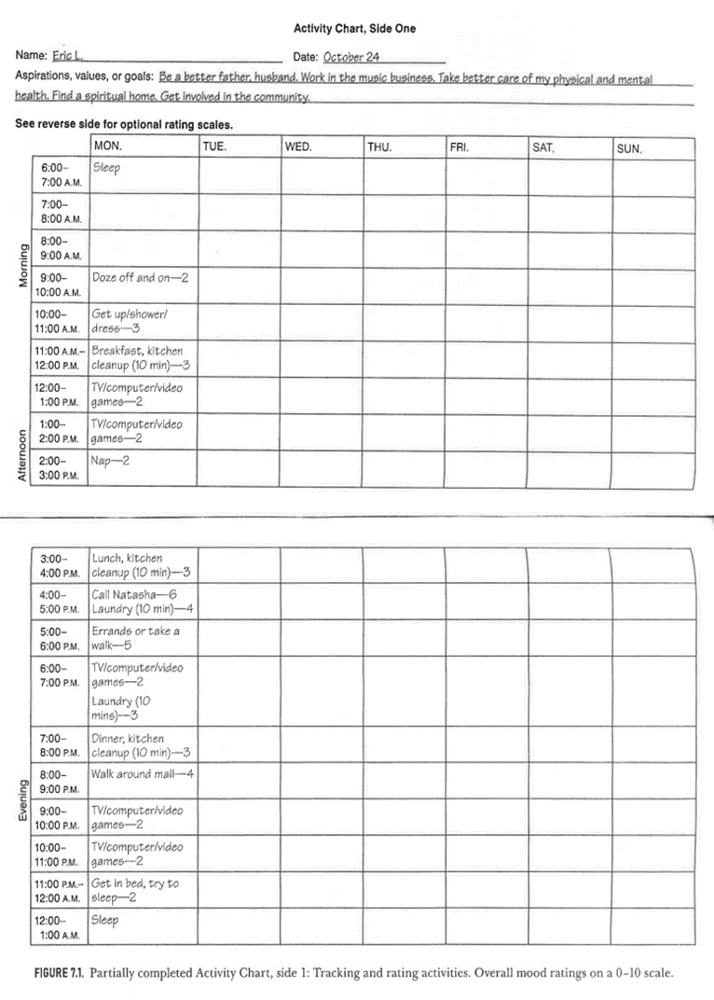 Activity Chart, Side One
Name: Eric L.
Date: October 24
Aspirations, values, or goals: Be a better father, husband. Work in the music business. Take better care of my physical and mental
health. Find a spiritual home. Get involved in the community.
See reverse side for optional rating scales.
MON. TUE. WED. THU. FRI. SAT. SUN.
Morning
6:00– Sleep
7:00 A.M.
7:00–
8:00 A.M.
8:00–
9:00 A.M.
9:00– Doze off and on—2
10:00 A.M.
10:00– Get up/shower/
11:00 A.M. dress—3
11:00 A.M.– Breakfast, kitchen
12:00 P.M. cleanup (10 min)—3
Afternoon
12:00– TV/computer/video
1:00 P.M. games—2
1:00– TV/computer/video
2:00 P.M. games—2
2:00– Nap—2
3:00 P.M.
3:00– Lunch, kitchen
4:00 P.M. cleanup (10 min)—3
4:00– Call Natasha—6
5:00 P.M. Laundry (10 min)—4
5:00– Errands or take a
6:00 P.M. walk—5
Evening
6:00– TV/computer/video
7:00 P.M. games—2
Laundry (10
mins)—3
7:00– Dinner, kitchen
8:00 P.M. cleanup (10 min)—3
8:00– Walk around mall—4
9:00 P.M.
9:00– TV/computer/video
10:00 P.M. games—2
10:00– TV/computer/video
11:00 P.M. games—2
11:00 P.M.– Get in bed, try to
12:00 A.M. sleep—2
12:00– Sleep
1:00 A.M.
FIGURE 7.1. Partially completed Activity Chart, side 1: Tracking and rating activities. Overall mood ratings on a 0–10 scale.